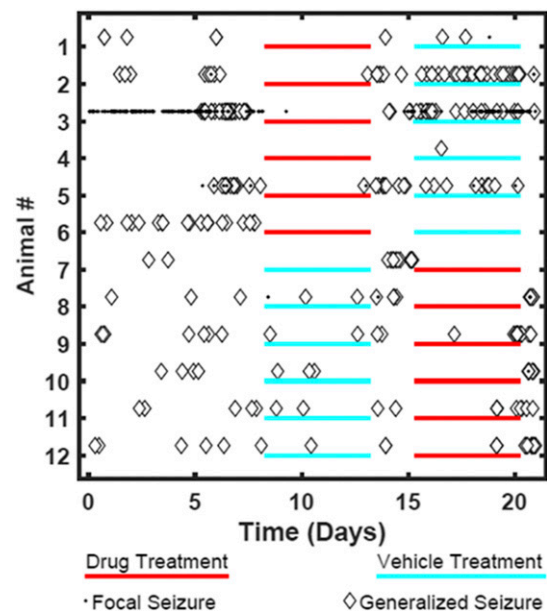 Animal #
1
2
3
4
5
6
7
8
9
10
11
12
0 5 10 15 20
Time (Days)
Drug Treatment Vehicle Treatment
Focal Seizure Generalized Seizure